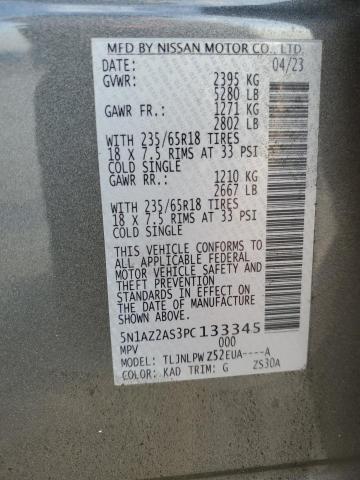 MFD BY NISSAN MOTOR CO., LTD.
DATE: 04/23
GVWR: 2395 KG
5280 LB
GAWR FR.: 1271 KG
2802 LB
WITH 235/65R18 TIRES
18 X 7.5 RIMS AT 33 PSI
COLD SINGLE
GAWR RR.: 1210 KG
2667 LB
WITH 235/65R18 TIRES
18 X 7.5 RIMS AT 33 PSI
COLD SINGLE
THIS VEHICLE CONFORMS TO
ALL APPLICABLE FEDERAL
MOTOR VEHICLE SAFETY AND
THEFT PREVENTION
STANDARDS IN EFFECT ON
THE DATE OF MANUFACTURE
SHOWN ABOVE.
5N1AZ2AS3PC133345
MPV 000
MODEL: TLJNLPW Z52EUA----A
COLOR: KAD TRIM: G ZS30A